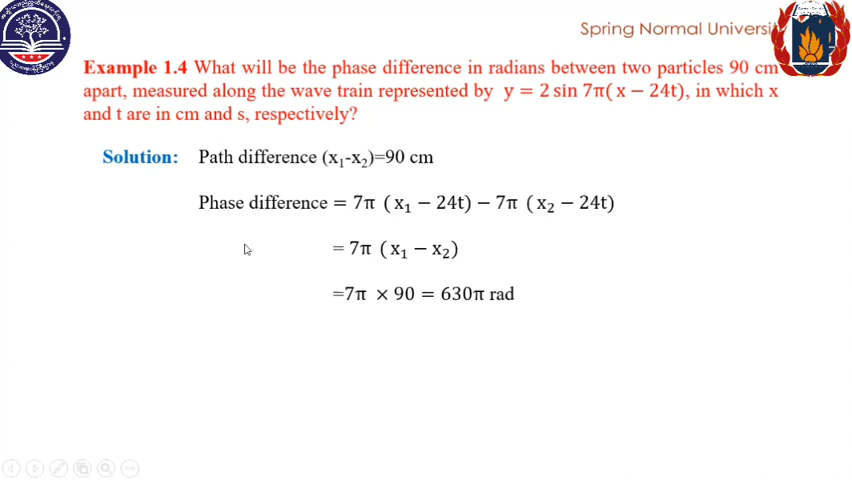 Spring Normal Universi
Example 1.4 What will be the phase difference in radians between two particles 90 cm
apart, measured along the wave train represented by y = 2 sin 7π( x − 24t), in which x
and t are in cm and s, respectively?
Solution: Path difference (x₁-x₂)=90 cm
Phase difference = 7π ( x₁ − 24t) − 7π ( x₂ − 24t)
= 7π ( x₁ − x₂)
=7π × 90 = 630π rad